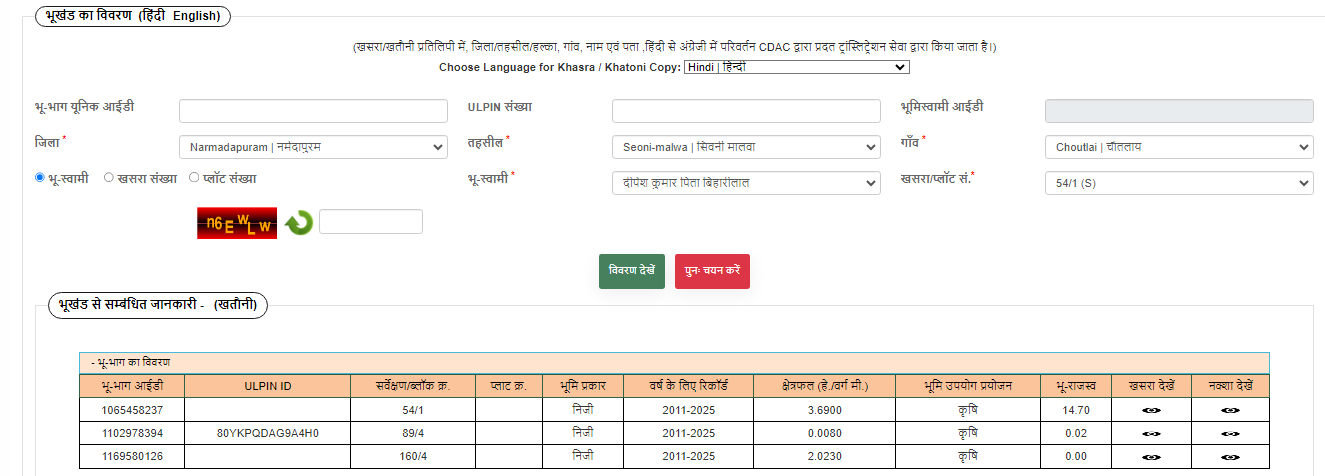 भूखंड का विवरण (हिंदी English)
(खसरा/खतौनी प्रतिलिपी में, जिला/तहसील/हल्का, गांव, नाम एवं पता ,हिंदी से अंग्रेजी में परिवर्तन CDAC द्वारा प्रदत ट्रांस्लिट्रेशन सेवा द्वारा किया जाता है।)
Choose Language for Khasra / Khatoni Copy: Hindi | हिन्दी
भू-भाग यूनिक आईडी ULPIN संख्या भूमिस्वामी आईडी
जिला * Narmadapuram | नर्मदापुरम तहसील * Seoni-malwa | सिवनी मालवा गाँव * Choutlai | चौतलाय
भू-स्वामी खसरा संख्या प्लॉट संख्या भू-स्वामी * दीपेश कुमार पिता बिहारीलाल खसरा/प्लॉट सं.* 54/1 (S)
n6EWLW
विवरण देखें पुनः चयन करें
भूखंड से सम्बंधित जानकारी - (खतौनी)
- भू-भाग का विवरण
भू-भाग आईडी ULPIN ID सर्वेक्षण/ब्लॉक क्र. प्लाट क्र. भूमि प्रकार वर्ष के लिए रिकॉर्ड क्षेत्रफल (हे./वर्ग मी.) भूमि उपयोग प्रयोजन भू-राजस्व खसरा देखें नक्शा देखें
1065458237 54/1 निजी 2011-2025 3.6900 कृषि 14.70
1102978394 80YKPQDAG9A4H0 89/4 निजी 2011-2025 0.0080 कृषि 0.02
1169580126 160/4 निजी 2011-2025 2.0230 कृषि 0.00